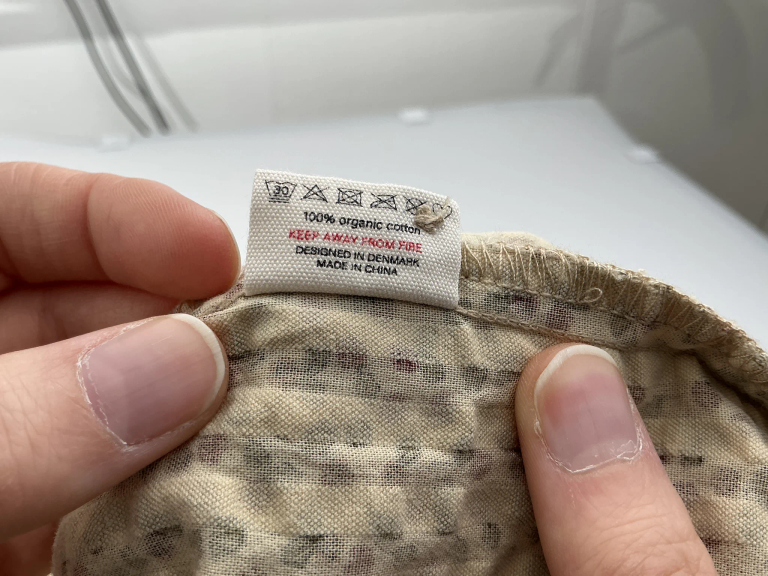 30
100% organic cotton
KEEP AWAY FROM FIRE
DESIGNED IN DENMARK
MADE IN CHINA